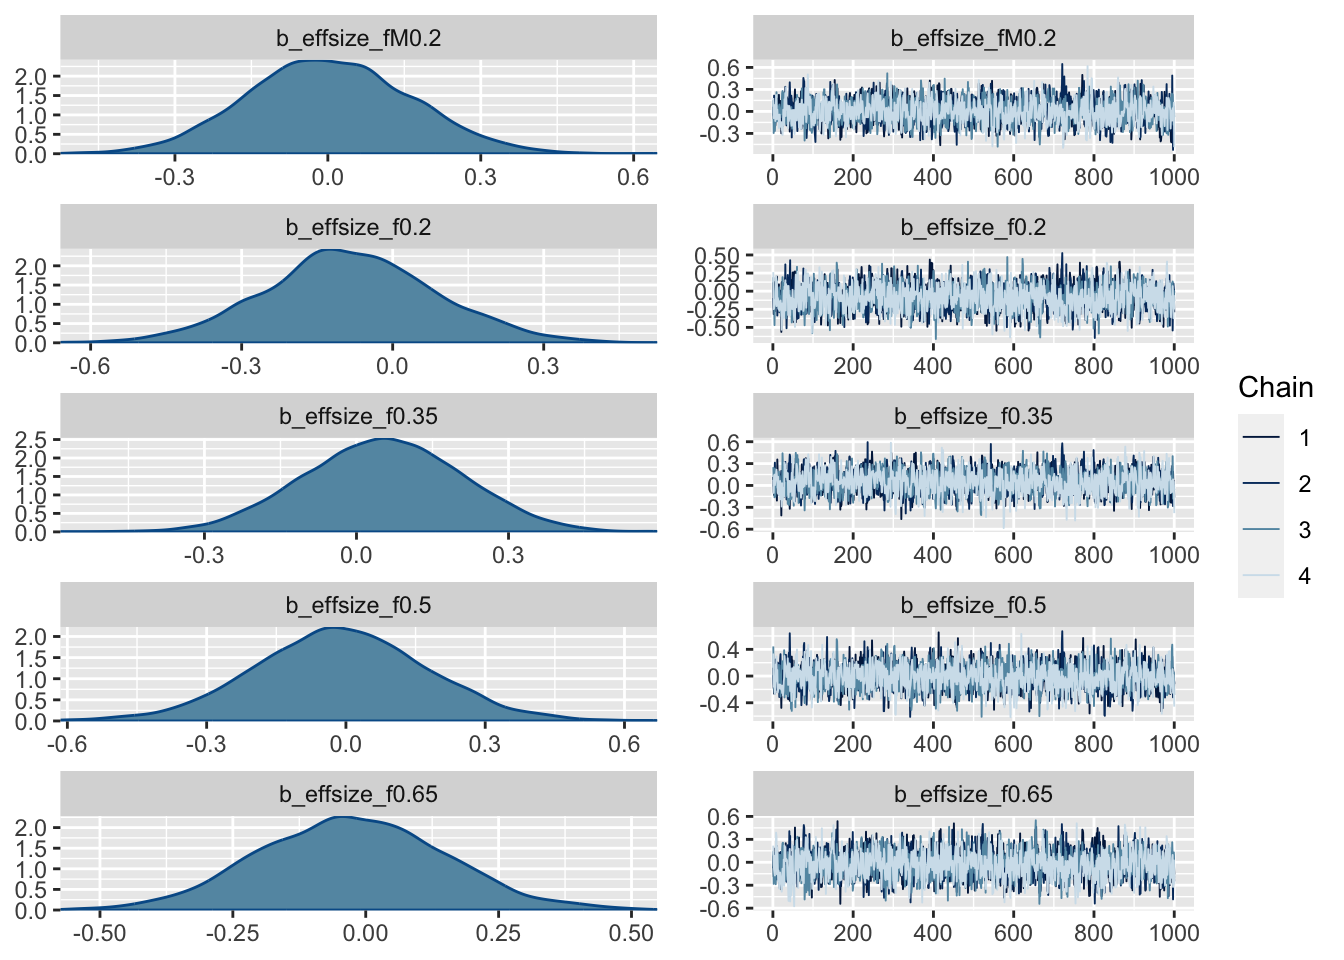 b_effsize_fM0.2
2.0
1.5
1.0
0.5
0.0
-0.3 0.0 0.3 0.6
b_effsize_fM0.2
0.6
0.3
0.0
-0.3
0 200 400 600 800 1000
b_effsize_f0.2
2.0
1.5
1.0
0.5
0.0
-0.6 -0.3 0.0 0.3
b_effsize_f0.2
0.50
0.25
0.00
-0.25
-0.50
0 200 400 600 800 1000
b_effsize_f0.35
2.5
2.0
1.5
1.0
0.5
0.0
-0.3 0.0 0.3
b_effsize_f0.35
0.6
0.3
0.0
-0.3
-0.6
0 200 400 600 800 1000
b_effsize_f0.5
2.0
1.5
1.0
0.5
0.0
-0.6 -0.3 0.0 0.3 0.6
b_effsize_f0.5
0.4
0.0
-0.4
0 200 400 600 800 1000
b_effsize_f0.65
2.0
1.5
1.0
0.5
0.0
-0.50 -0.25 0.00 0.25 0.50
b_effsize_f0.65
0.6
0.3
0.0
-0.3
-0.6
0 200 400 600 800 1000
Chain
1
2
3
4